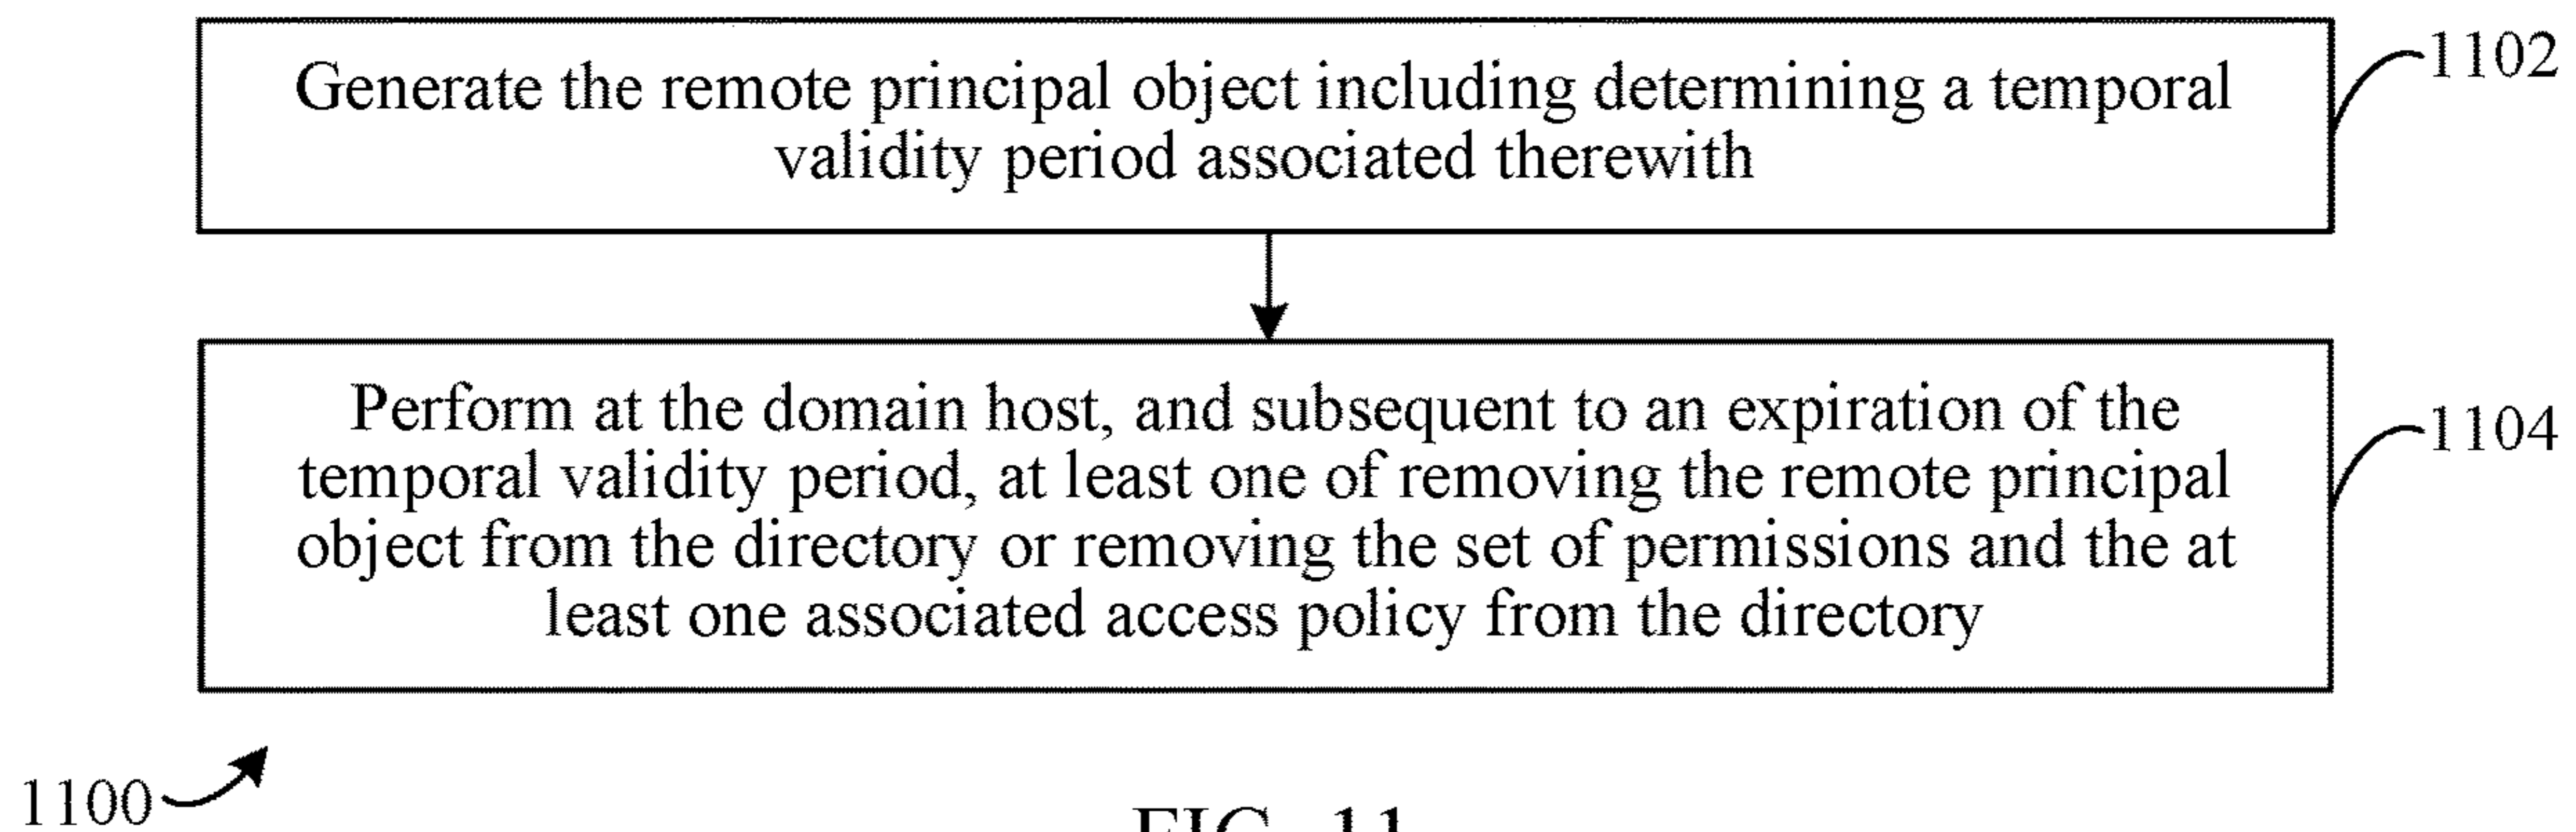 Generate the remote principal object including determining a temporal
validity period associated therewith
1102
Perform at the domain host, and subsequent to an expiration of the
temporal validity period, at least one of removing the remote principal
object from the directory or removing the set of permissions and the at
least one associated access policy from the directory
1104
1100
FIG. 11